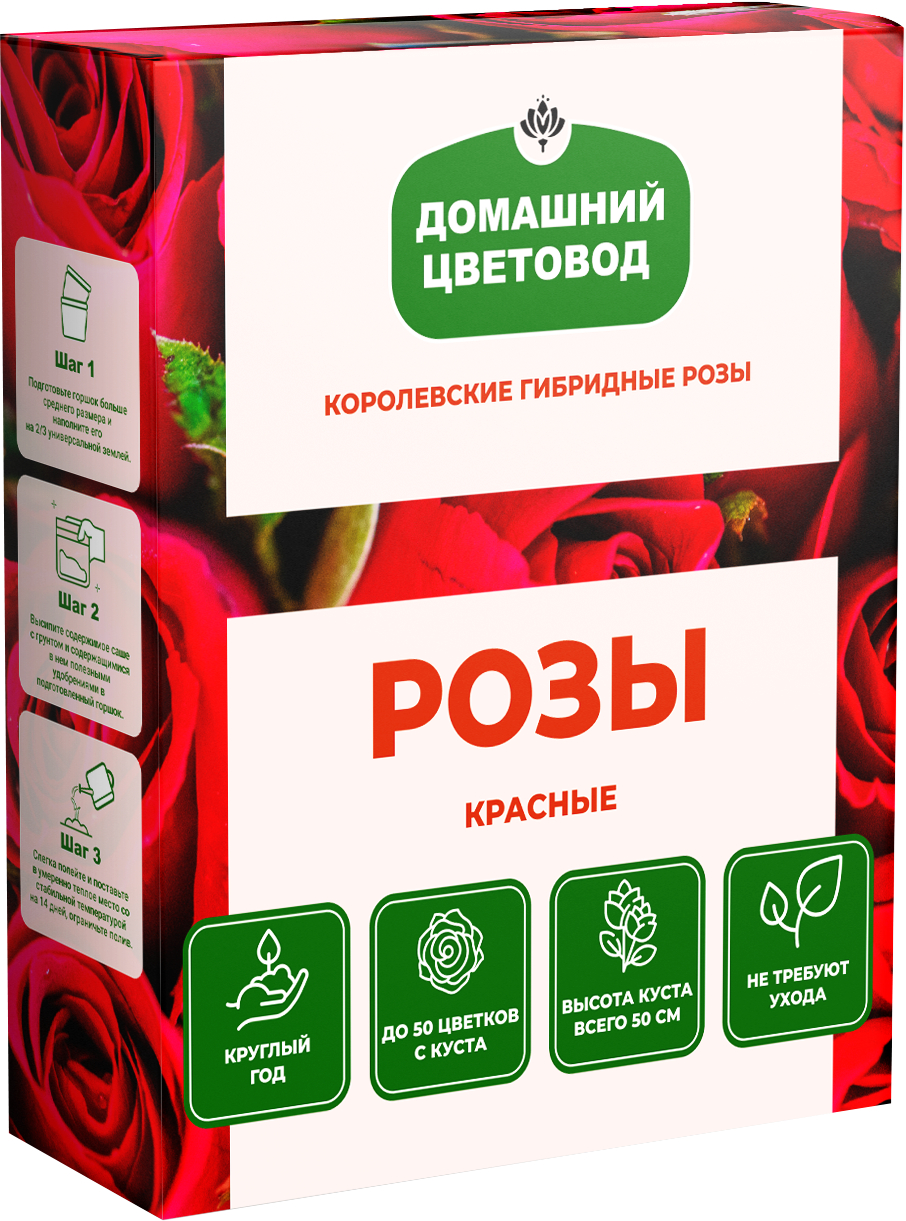 ДОМАШНИЙ
ЦВЕТОВОД
КОРОЛЕВСКИЕ ГИБРИДНЫЕ РОЗЫ
РОЗЫ
КРАСНЫЕ
КРУГЛЫЙ
ГОД
ДО 50 ЦВЕТКОВ
С КУСТА
ВЫСОТА КУСТА
ВСЕГО 50 СМ
НЕ ТРЕБУЮТ
УХОДА
Шаг 1
Подготовьте горшок больше
среднего размера и
наполните его
на 2/3 универсальной землей.
Шаг 2
Высипите содержимое саше
с грунтом и содержащимися
в нем полезными
удобрениями в
подготовленный горшок.
Шаг 3
Слегка полейте и поставьте
в умеренно теплое место со
стабильной температурой
на 14 дней, ограничьте полив.